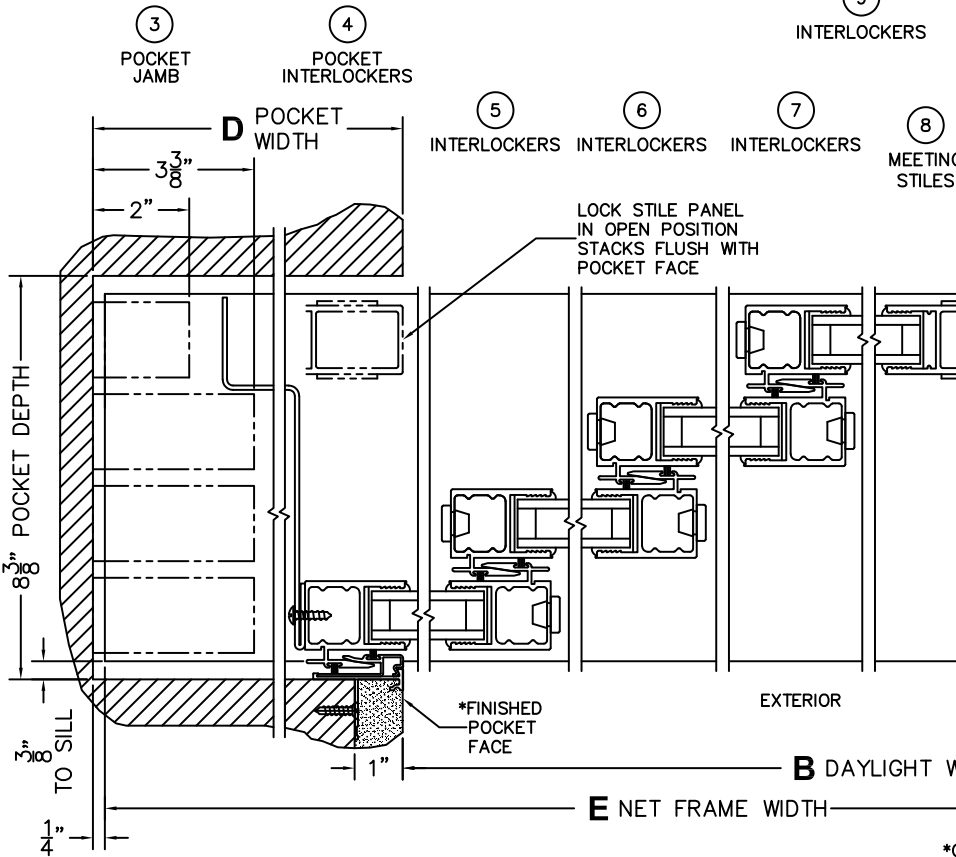 3
POCKET
JAMB
4
POCKET
INTERLOCKERS
9
INTERLOCKERS
5
INTERLOCKERS
6
INTERLOCKERS
7
INTERLOCKERS
8
MEETING
STILES
D POCKET
WIDTH
3 3/8"
2"
LOCK STILE PANEL
IN OPEN POSITION
STACKS FLUSH WITH
POCKET FACE
8 3/8" POCKET DEPTH
*FINISHED
POCKET
FACE
EXTERIOR
3/8" TO SILL
1"
B DAYLIGHT W
E NET FRAME WIDTH
1/4"